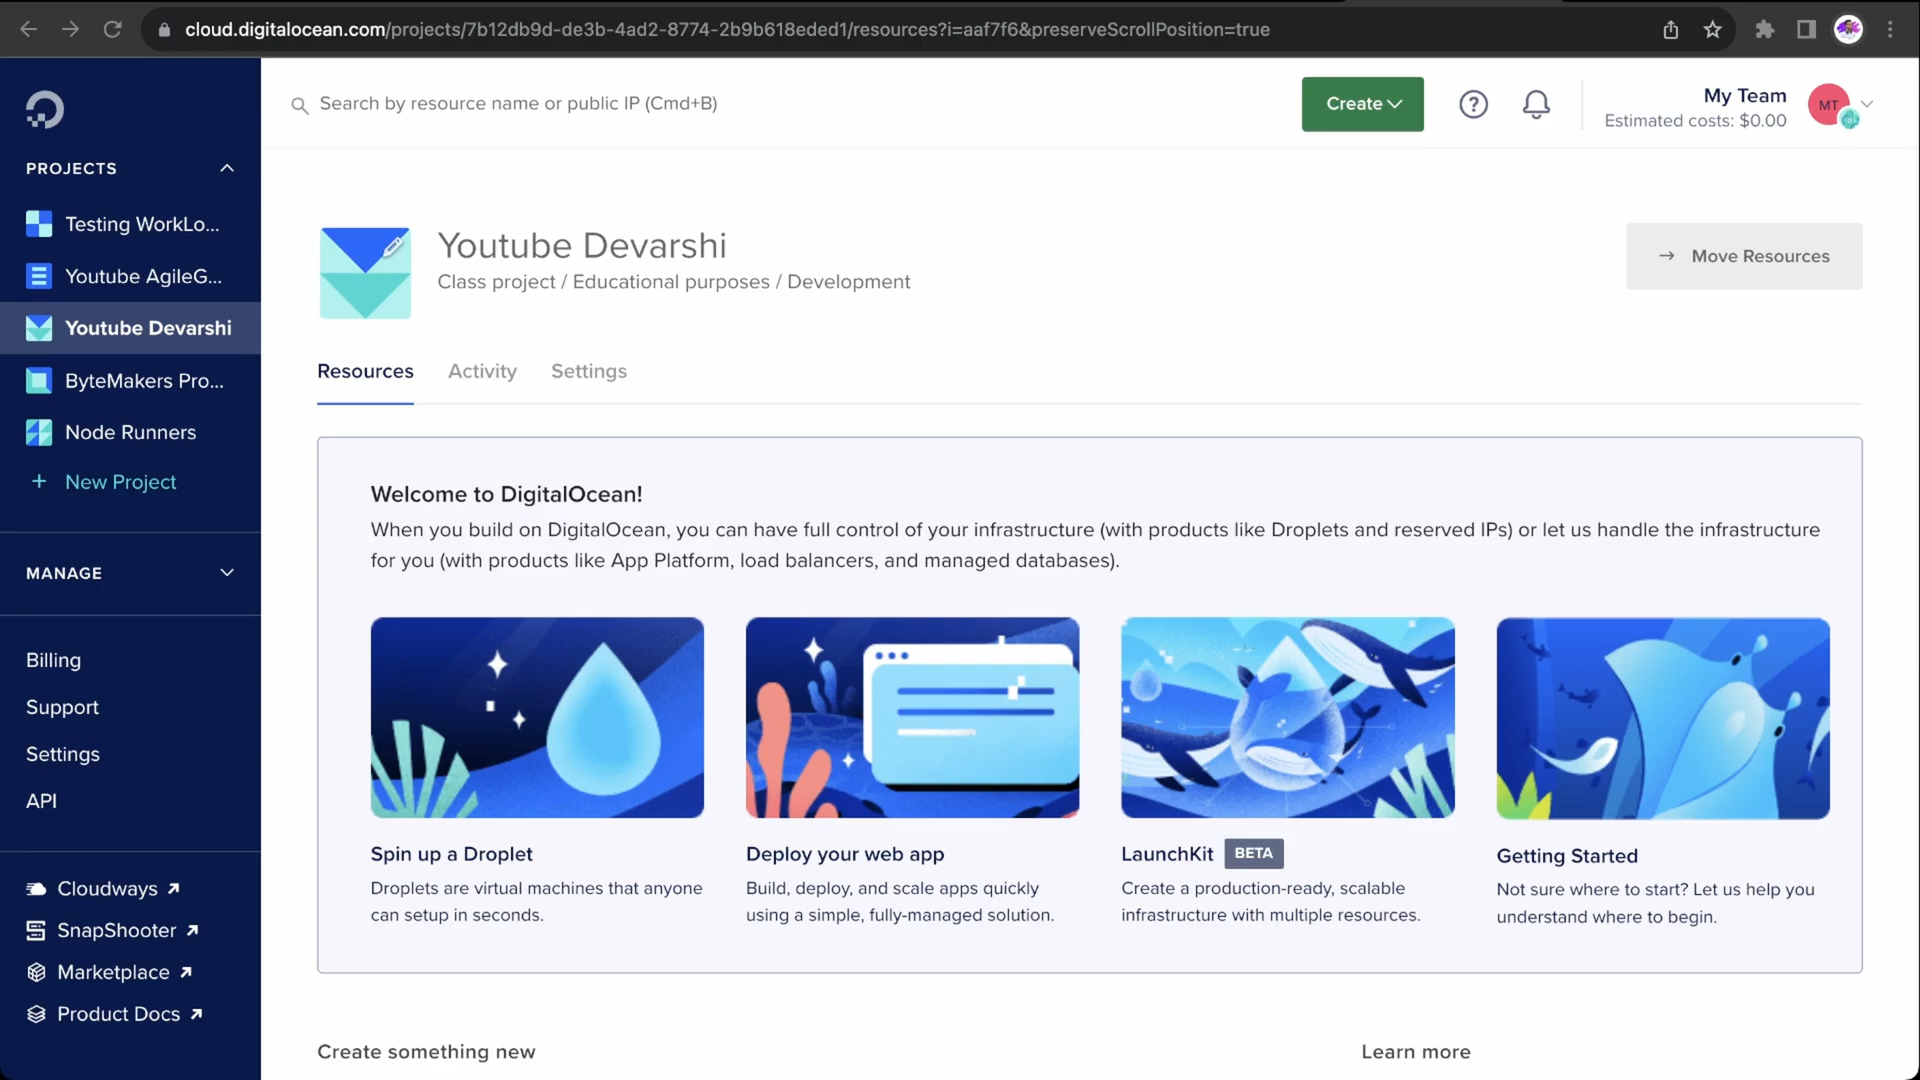 cloud.digitalocean.com/projects/7b12db9d-de3b-4ad2-8774-2b9b618eded1/resources?i=aaf7f6&preserveScrollPosition=true
Search by resource name or public IP (Cmd+B)
Create
My Team
Estimated costs: $0.00
MT
PROJECTS
Testing WorkLo...
Youtube AgileG...
Youtube Devarshi
ByteMakers Pro...
Node Runners
+ New Project
MANAGE
Billing
Support
Settings
API
Cloudways
SnapShooter
Marketplace
Product Docs
Youtube Devarshi
Class project / Educational purposes / Development
→ Move Resources
Resources
Activity
Settings
Welcome to DigitalOcean!
When you build on DigitalOcean, you can have full control of your infrastructure (with products like Droplets and reserved IPs) or let us handle the infrastructure
for you (with products like App Platform, load balancers, and managed databases).
Spin up a Droplet
Droplets are virtual machines that anyone
can setup in seconds.
Deploy your web app
Build, deploy, and scale apps quickly
using a simple, fully-managed solution.
LaunchKit BETA
Create a production-ready, scalable
infrastructure with multiple resources.
Getting Started
Not sure where to start? Let us help you
understand where to begin.
Create something new
Learn more